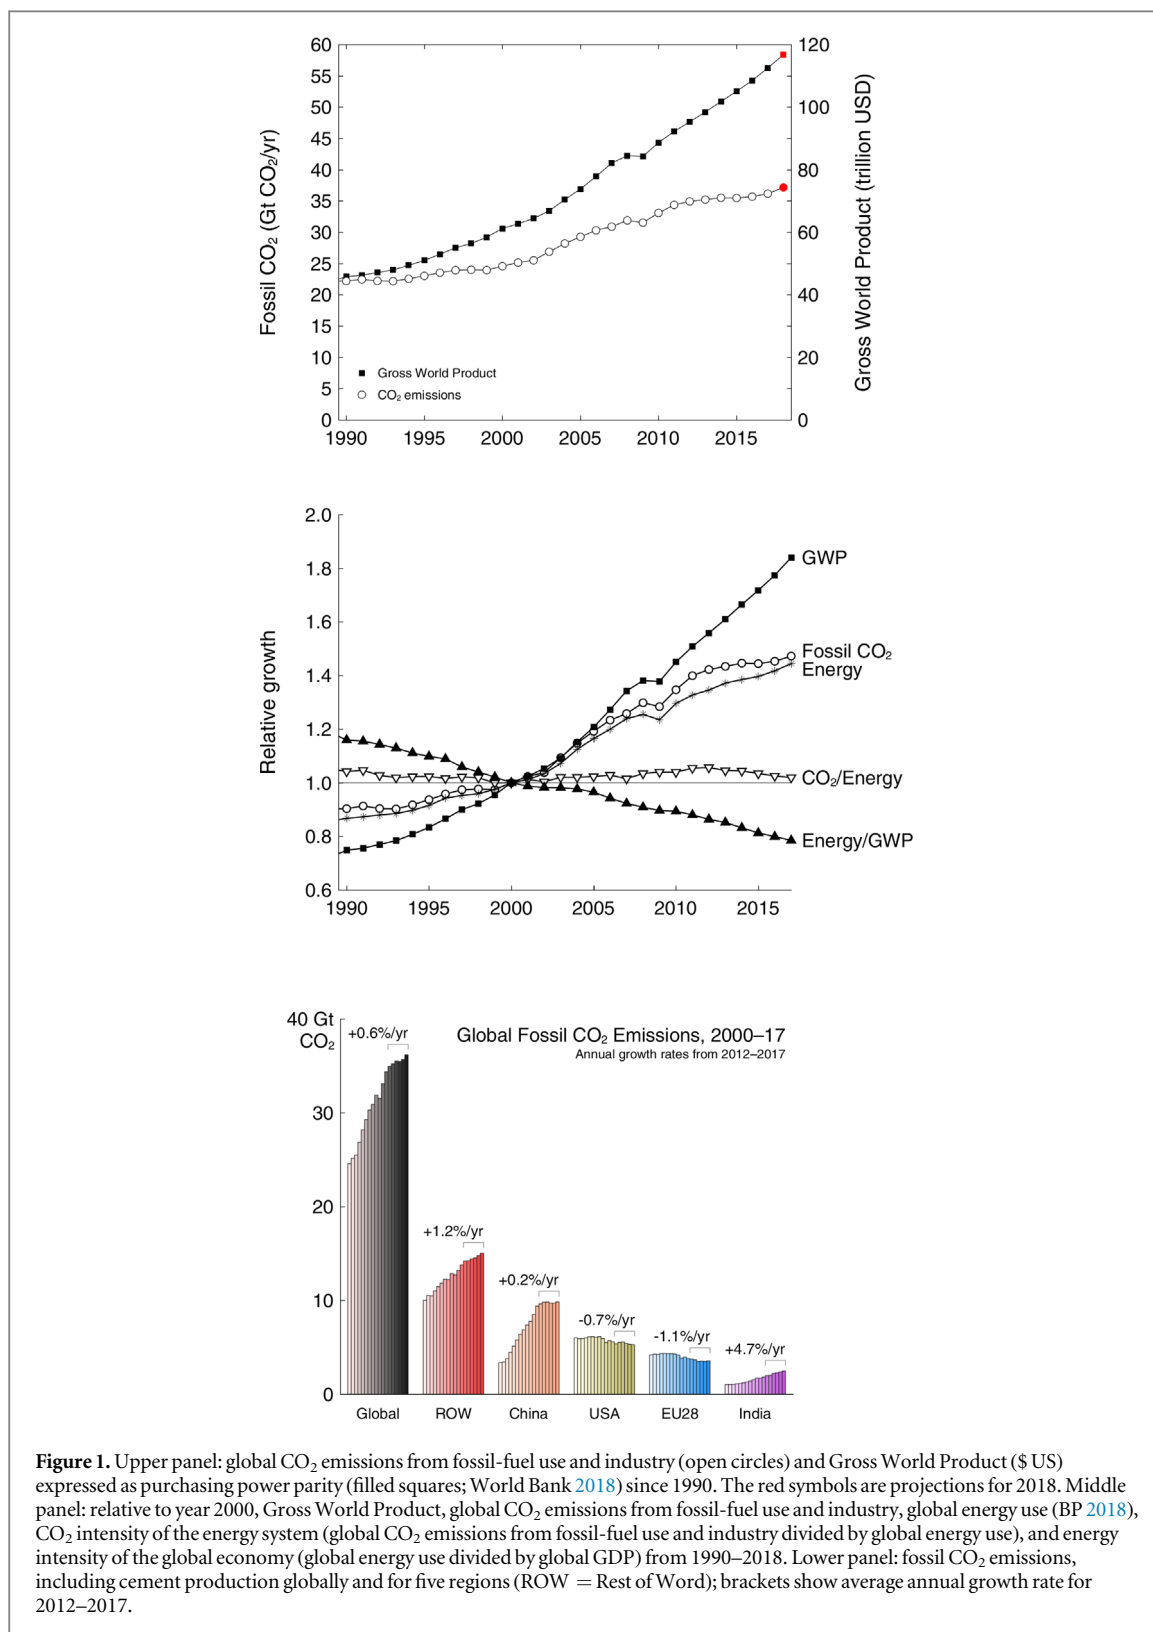 60
55
50
45
40
35
30
25
20
15
10
5
0
120
100
80
60
40
20
0
Fossil CO₂ (Gt CO₂/yr)
Gross World Product (trillion USD)
Gross World Product
CO₂ emissions
1990 1995 2000 2005 2010 2015
2.0
1.8
1.6
1.4
1.2
1.0
0.8
0.6
Relative growth
GWP
Fossil CO₂
Energy
CO₂/Energy
Energy/GWP
1990 1995 2000 2005 2010 2015
40 Gt
CO₂
30
20
10
0
Global Fossil CO₂ Emissions, 2000–17
Annual growth rates from 2012–2017
+0.6%/yr
+1.2%/yr
+0.2%/yr
-0.7%/yr
-1.1%/yr
+4.7%/yr
Global ROW China USA EU28 India
Figure 1. Upper panel: global CO₂ emissions from fossil-fuel use and industry (open circles) and Gross World Product ($ US)
expressed as purchasing power parity (filled squares; World Bank 2018) since 1990. The red symbols are projections for 2018. Middle
panel: relative to year 2000, Gross World Product, global CO₂ emissions from fossil-fuel use and industry, global energy use (BP 2018),
CO₂ intensity of the energy system (global CO₂ emissions from fossil-fuel use and industry divided by global energy use), and energy
intensity of the global economy (global energy use divided by global GDP) from 1990–2018. Lower panel: fossil CO₂ emissions,
including cement production globally and for five regions (ROW = Rest of Word); brackets show average annual growth rate for
2012–2017.